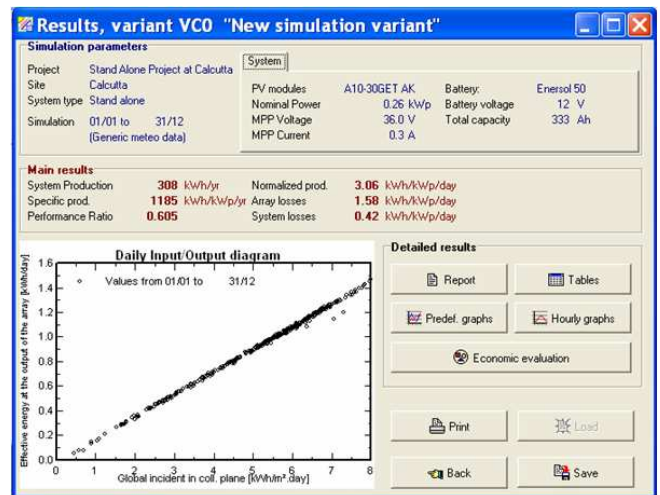 Results, variant VC0 "New simulation variant"
Simulation parameters
Project Stand Alone Project at Calcutta
Site Calcutta
System type Stand alone
Simulation 01/01 to 31/12
(Generic meteo data)
System
PV modules A10-30GET AK Battery: Enersol 50
Nominal Power 0.26 kWp Battery voltage 12 V
MPP Voltage 36.0 V Total capacity 333 Ah
MPP Current 0.3 A
Main results
System Production 308 kWh/yr Normalized prod. 3.06 kWh/kWp/day
Specific prod. 1185 kWh/kWp/yr Array losses 1.58 kWh/kWp/day
Performance Ratio 0.605 System losses 0.42 kWh/kWp/day
Daily Input/Output diagram
Values from 01/01 to 31/12
Effective energy at the output of the array [kWh/day]
1.6
1.4
1.2
1.0
0.8
0.6
0.4
0.2
0.0
0 1 2 3 4 5 6 7 8
Global incident in coll. plane [kWh/m².day]
Detailed results
Report Tables
Predef. graphs Hourly graphs
Economic evaluation
Print Load
Back Save